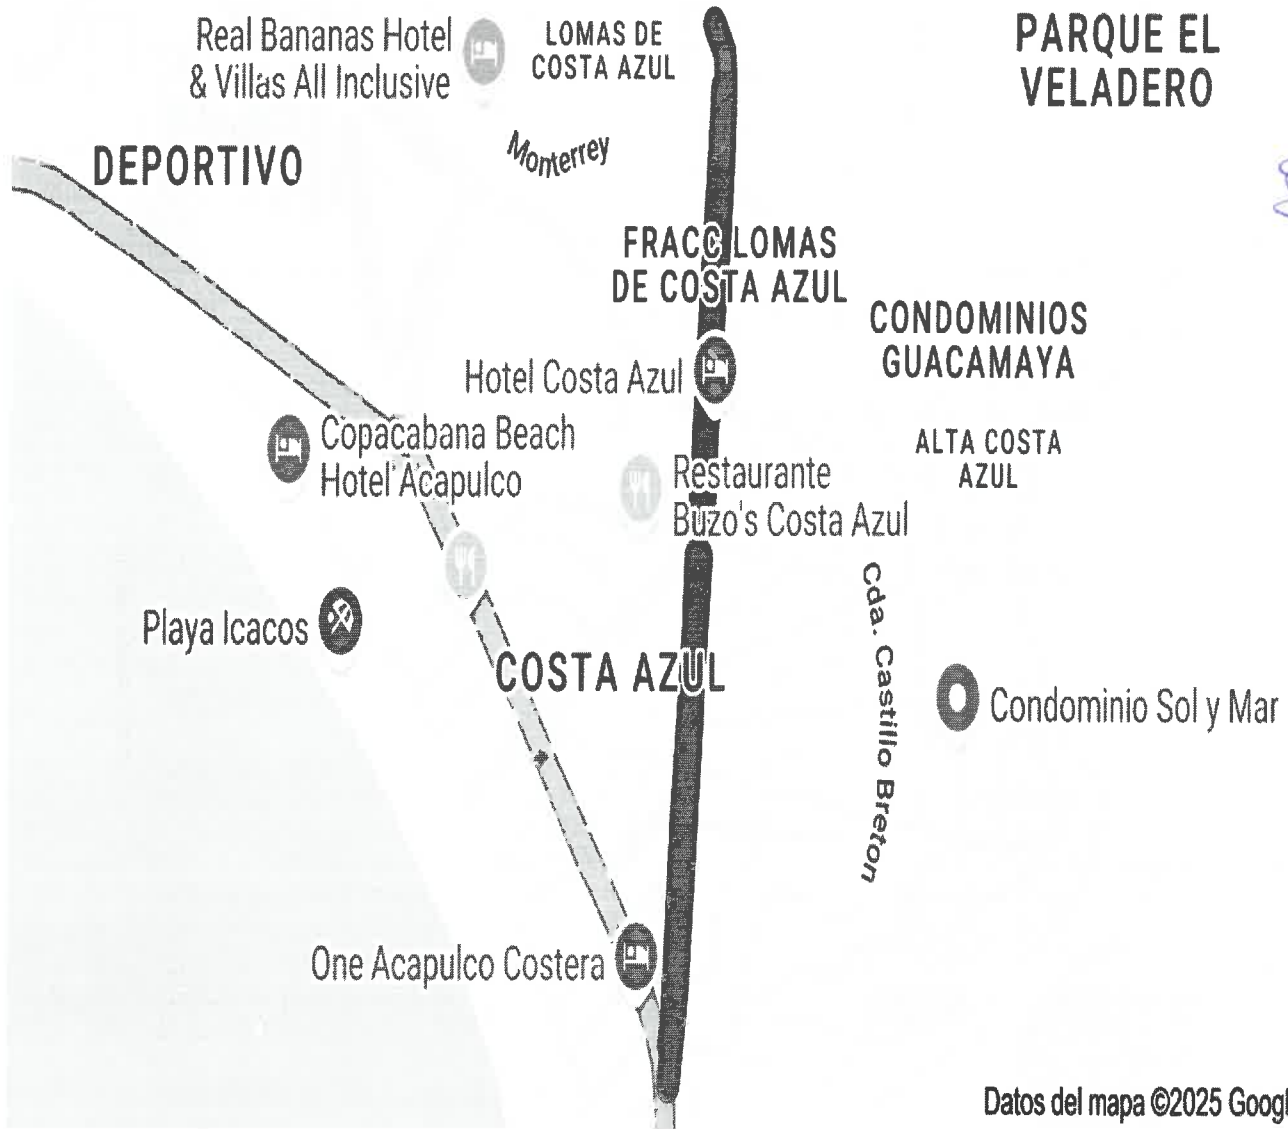 Real Bananas Hotel
& Villas All Inclusive
LOMAS DE
COSTA AZUL
PARQUE EL
VELADERO
Monterrey
DEPORTIVO
FRACC LOMAS
DE COSTA AZUL
CONDOMINIOS
GUACAMAYA
Hotel Costa Azul
Copacabana Beach
Hotel Acapulco
ALTA COSTA
AZUL
Restaurante
Buzo's Costa Azul
Cda. Castillo Breton
Playa Icacos
COSTA AZUL
Condominio Sol y Mar
One Acapulco Costera
Datos del mapa ©2025 Googl